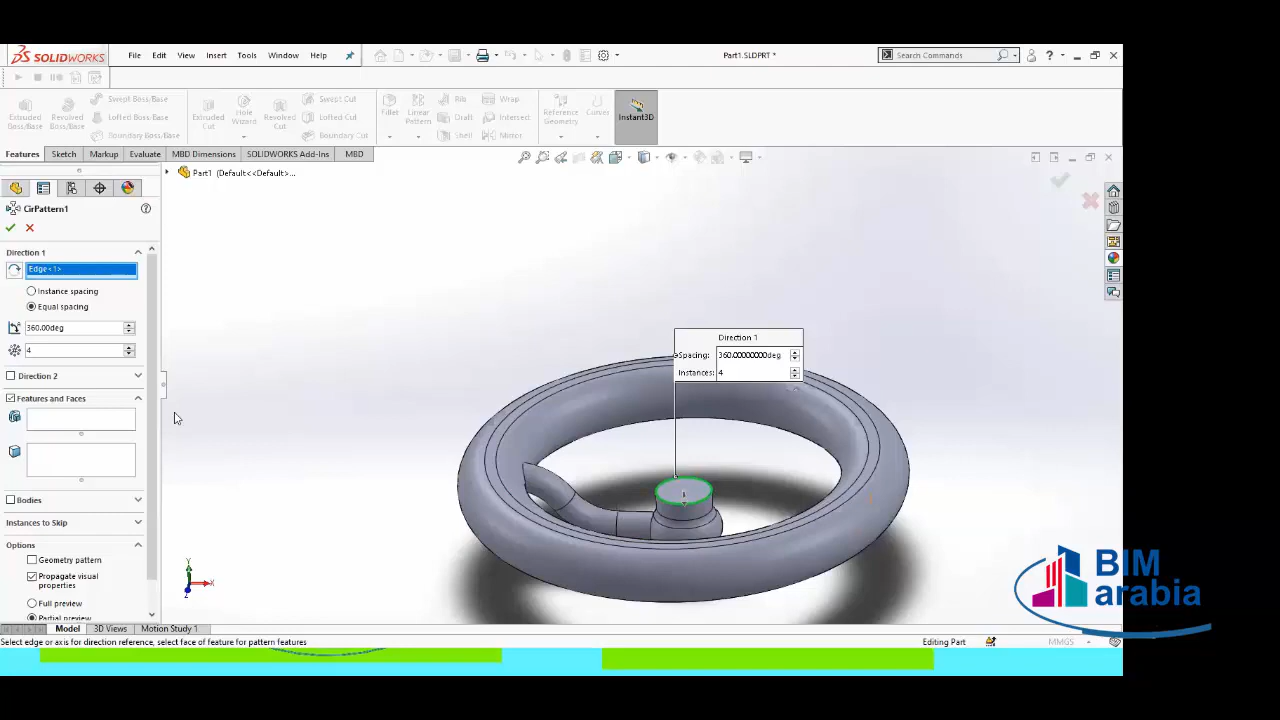 SOLIDWORKS File Edit View Insert Tools Window Help Part1.SLDPRT * Search Commands
Extruded Boss/Base
Revolved Boss/Base
Swept Boss/Base
Lofted Boss/Base
Boundary Boss/Base
Extruded Cut
Hole Wizard
Revolved Cut
Swept Cut
Lofted Cut
Boundary Cut
Fillet
Linear Pattern
Rib
Draft
Shell
Wrap
Intersect
Mirror
Reference Geometry
Curves
Instant3D
Features Sketch Markup Evaluate MBD Dimensions SOLIDWORKS Add-Ins MBD
Part1 (Default<<Default>...
CirPattern1
Direction 1
Edge<1>
Instance spacing
Equal spacing
360.00deg
4
Direction 2
Features and Faces
Bodies
Instances to Skip
Options
Geometry pattern
Propagate visual
properties
Full preview
Partial preview
Direction 1
Spacing: 360.00000000deg
Instances: 4
Y
X
Z
BIM
arabia
Model 3D Views Motion Study 1
Select edge or axis for direction reference, select face of feature for pattern features Editing Part MMGS